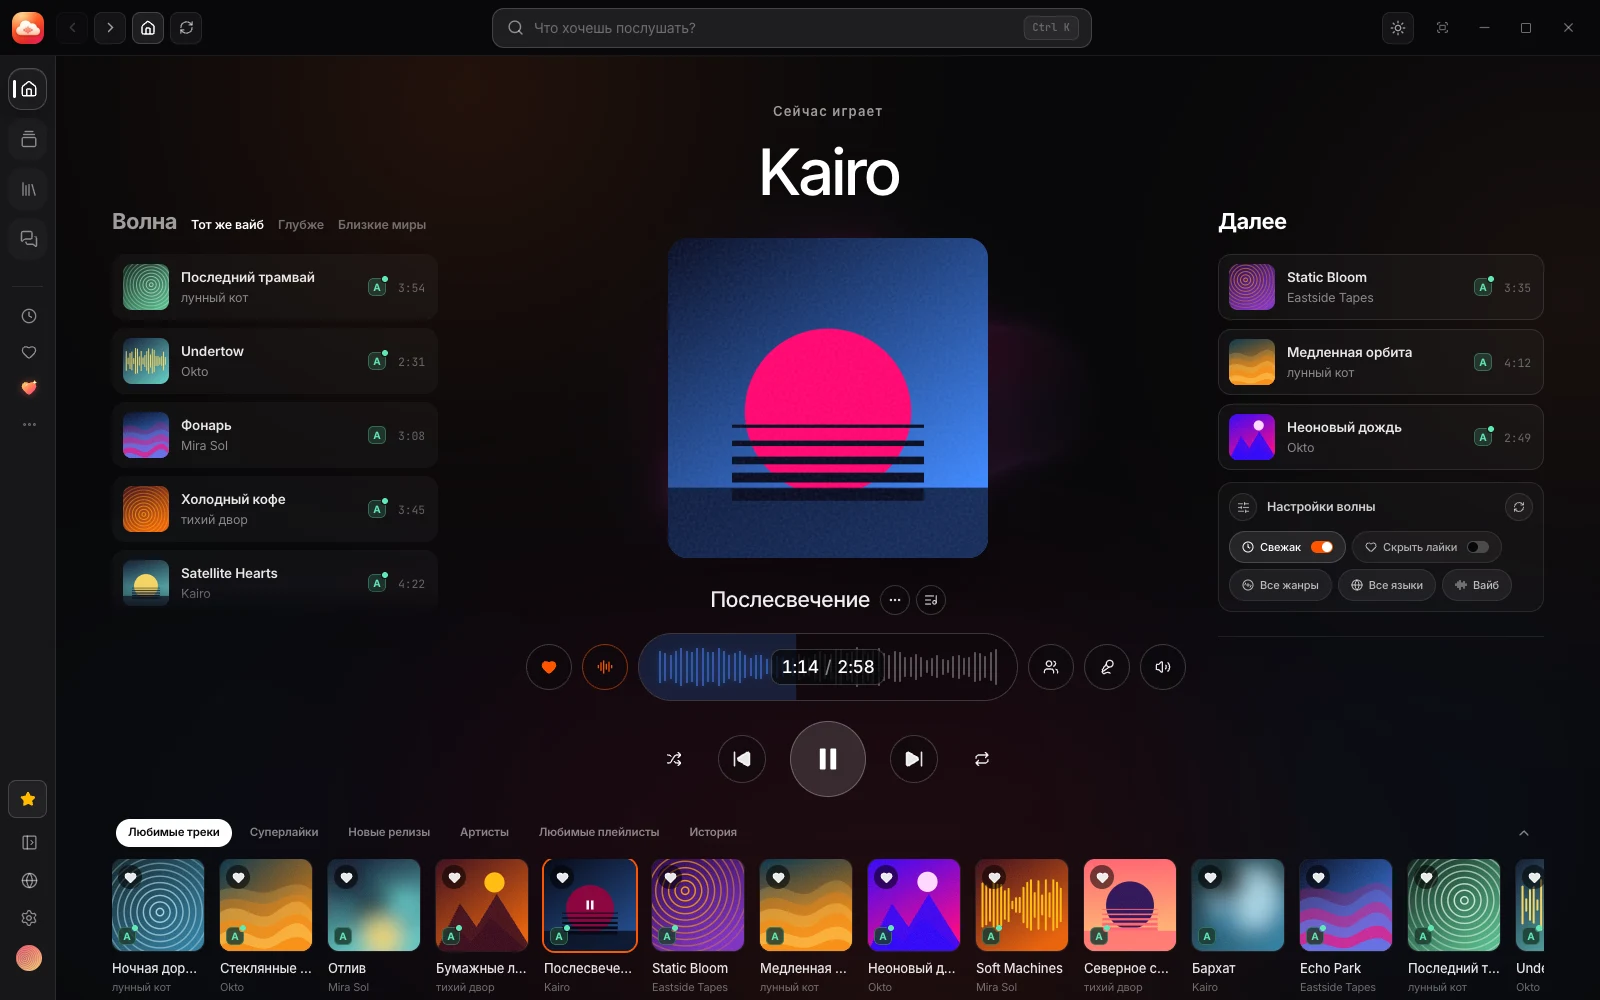 Что хочешь послушать?
Ctrl K
Сейчас играет
Kairo
Волна
Тот же вайб
Глубже
Близкие миры
Последний трамвай
лунный кот
A
3:54
Undertow
Okto
A
2:31
Фонарь
Mira Sol
A
3:08
Холодный кофе
тихий двор
A
3:45
Satellite Hearts
Kairo
A
4:22
Далее
Static Bloom
Eastside Tapes
A
3:35
Медленная орбита
лунный кот
A
4:12
Неоновый дождь
Okto
A
2:49
Настройки волны
Свежак
Скрыть лайки
Все жанры
Все языки
Вайб
Послесвечение
1:14 / 2:58
Любимые треки
Суперлайки
Новые релизы
Артисты
Любимые плейлисты
История
A
Ночная дор...
лунный кот
A
Стеклянные ...
Okto
A
Отлив
Mira Sol
A
Бумажные л...
тихий двор
A
Послесвече...
Kairo
A
Static Bloom
Eastside Tapes
A
Медленная ...
лунный кот
A
Неоновый д...
Okto
A
Soft Machines
Mira Sol
A
Северное с...
тихий двор
A
Бархат
Kairo
A
Echo Park
Eastside Tapes
A
Последний т...
лунный кот
A
Unde
Okto